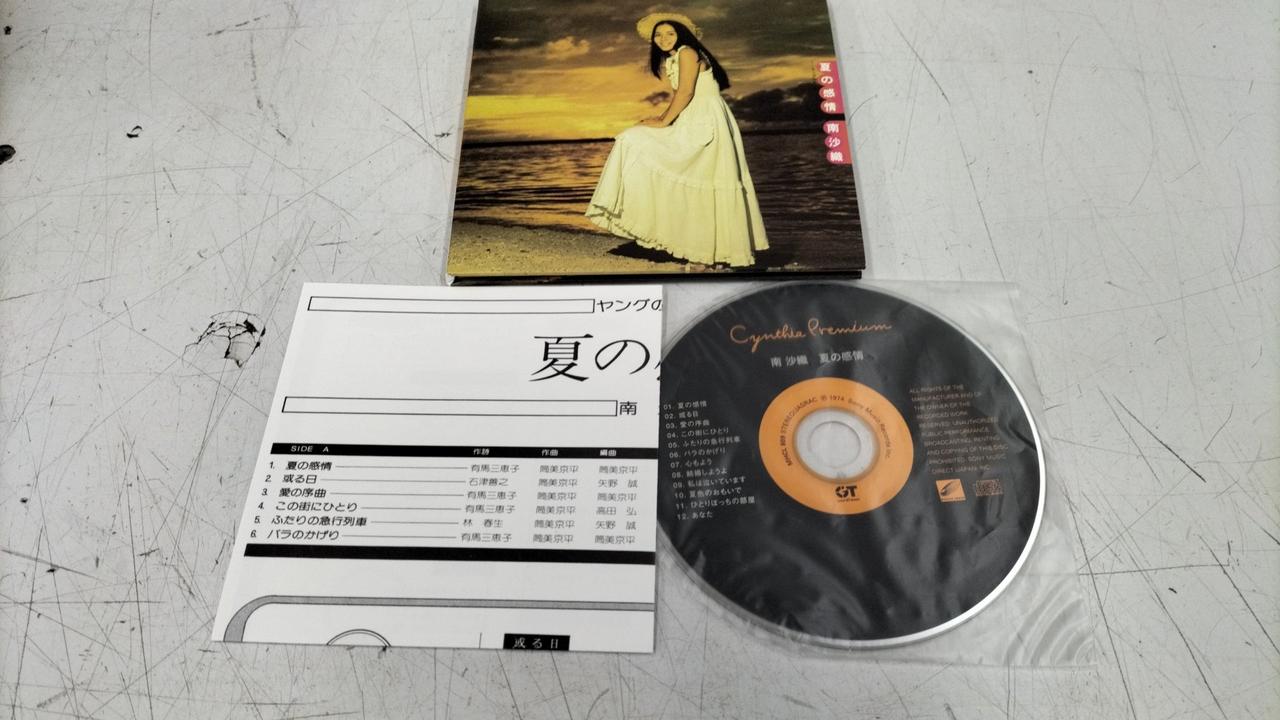 夏の感情
南沙織
ヤングの
夏の
南
SIDE A 作詩 作曲 編曲
1. 夏の感情 有馬三恵子 筒美京平 筒美京平
2. 或る日 石津善之 筒美京平 矢野 誠
3. 愛の序曲 有馬三恵子 筒美京平 筒美京平
4. この街にひとり 有馬三恵子 筒美京平 高田 弘
5. ふたりの急行列車 林 春生 筒美京平 矢野 誠
6. バラのかげり 有馬三恵子 筒美京平 筒美京平
或る日
Cynthia Premium
南 沙織 夏の感情
01. 夏の感情
02. 或る日
03. 愛の序曲
04. この街にひとり
05. ふたりの急行列車
06. バラのかげり
07. 心もよう
08. 結婚しようよ
09. 私は泣いています
10. 夏色のおもいで
11. ひとりぼっちの部屋
12. あなた
STEREO ℗ 1974 Sony Music Records Inc.
GT
ALL RIGHTS OF THE
MANUFACTURER AND OF
THE OWNER OF THE
RECORDED WORK
RESERVED. UNAUTHORIZED
PUBLIC PERFORMANCE,
BROADCASTING, RENTING
AND COPYING OF THIS DISC
PROHIBITED. SONY MUSIC
DIRECT (JAPAN) INC.